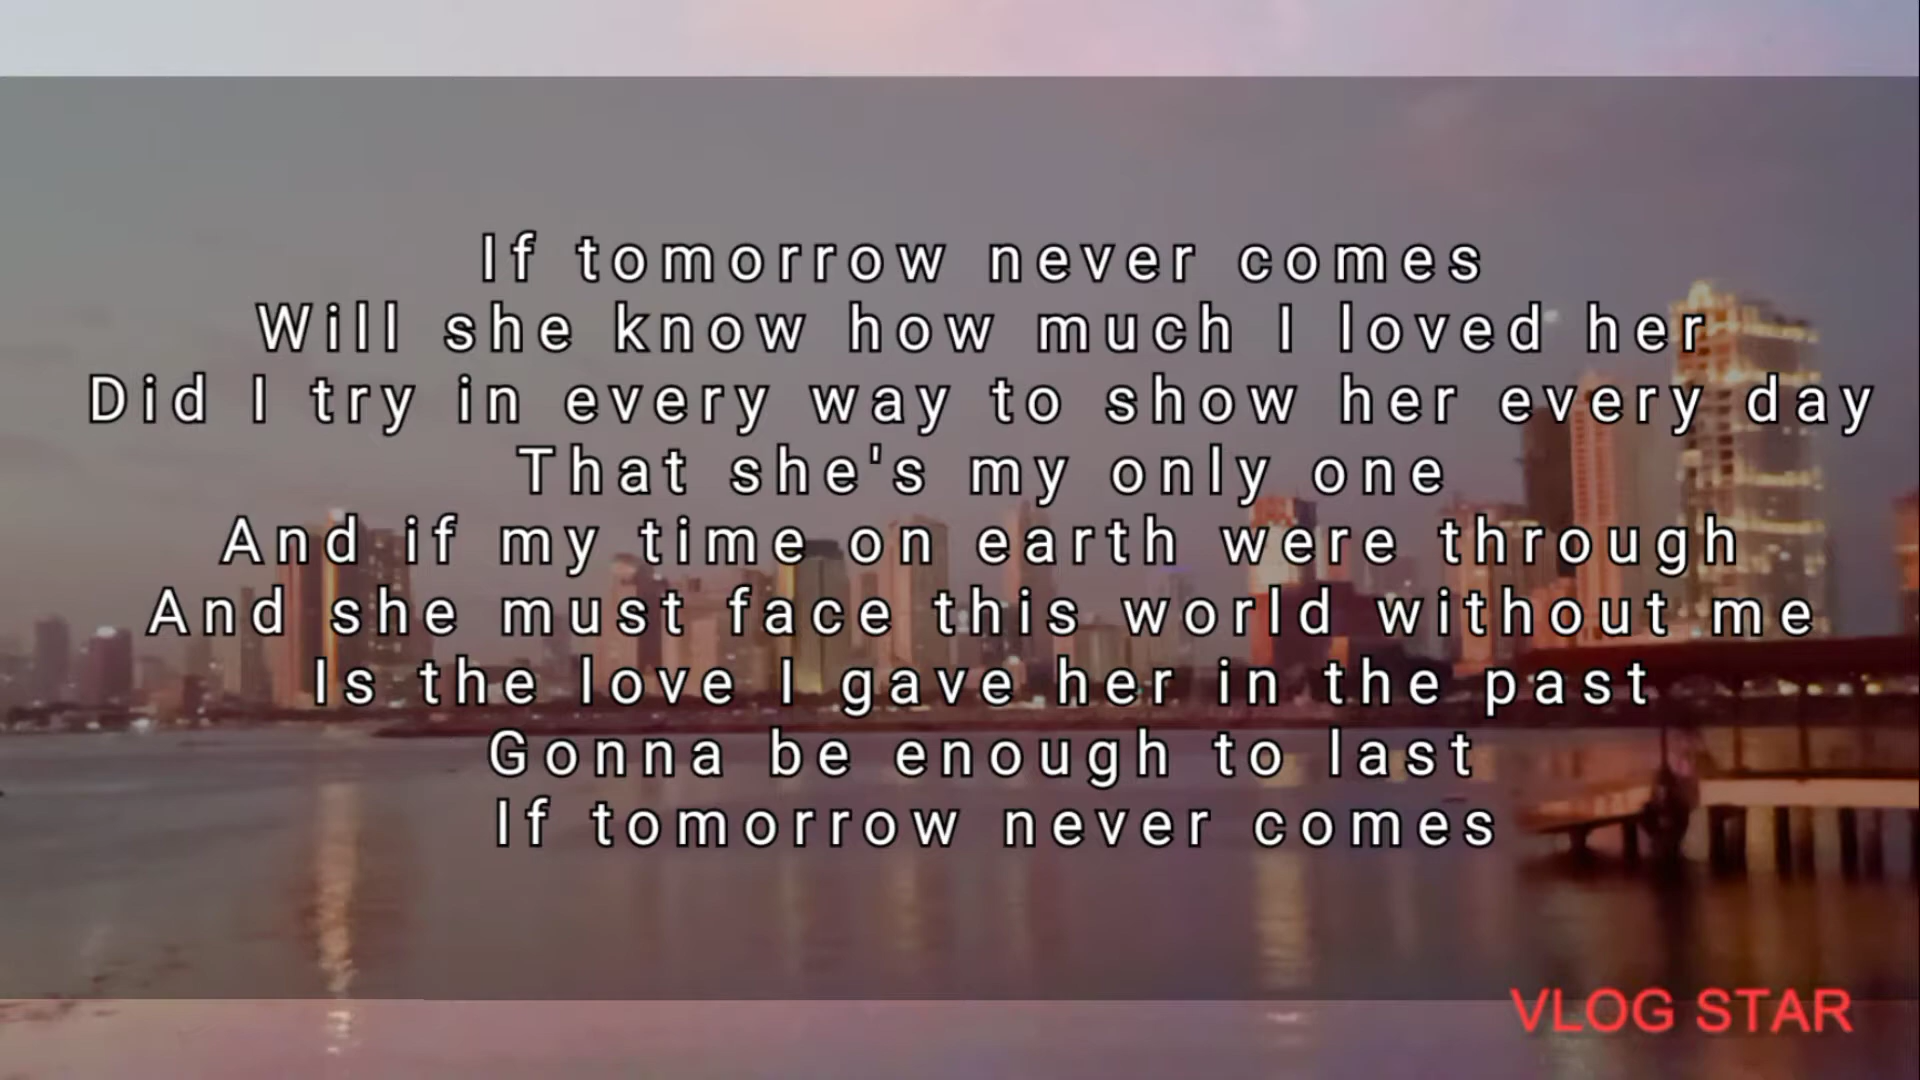 If tomorrow never comes
Will she know how much I loved her
Did I try in every way to show her every day
That she's my only one
And if my time on earth were through
And she must face this world without me
Is the love I gave her in the past
Gonna be enough to last
If tomorrow never comes
VLOG STAR